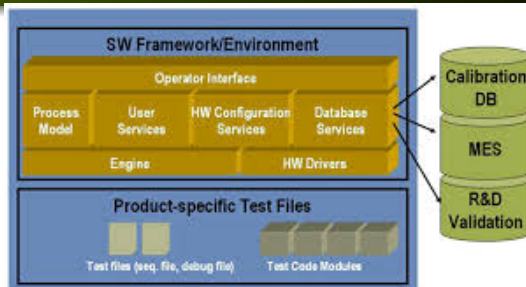 SW Framework/Environment
Operator Interface
Process
Model
User
Services
HW Configuration
Services
Database
Services
Engine
HW Drivers
Product-specific Test Files
Test files (seq. file, debug file)
Test Code Modules
Calibration
DB
MES
R&D
Validation